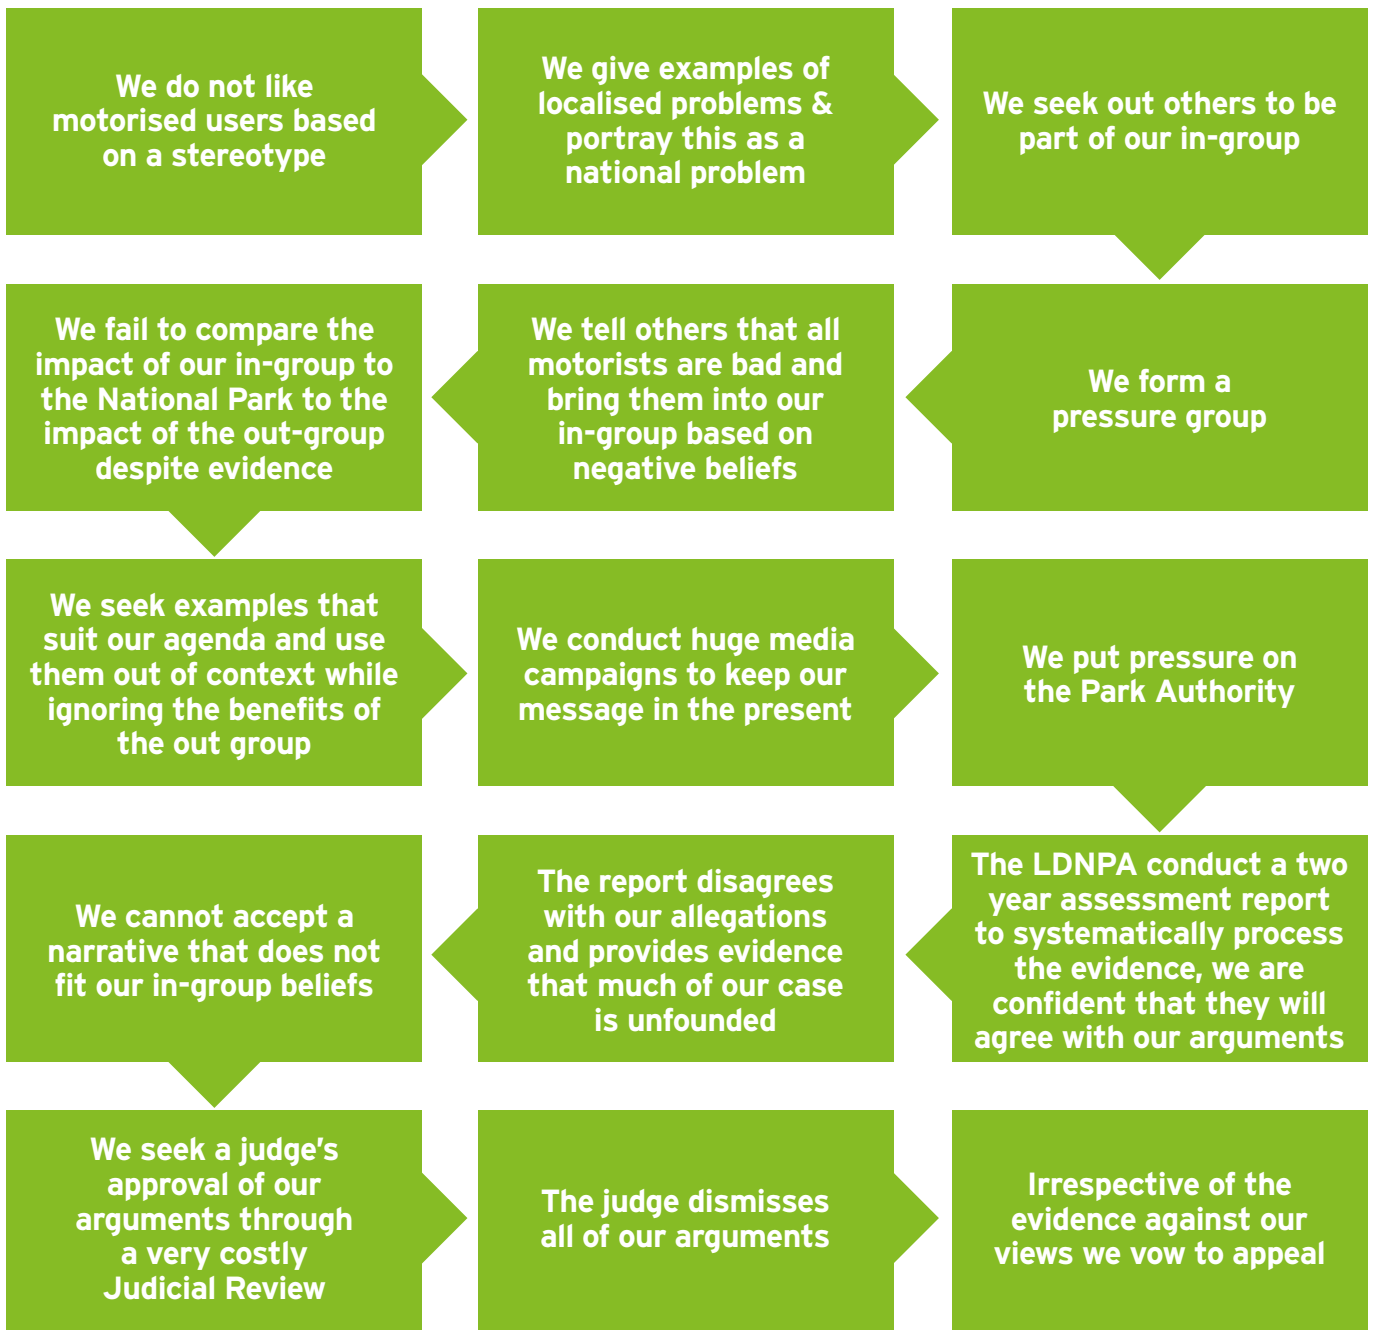 We do not like
motorised users based
on a stereotype
We give examples of
localised problems &
portray this as a
national problem
We seek out others to be
part of our in-group
We form a
pressure group
We tell others that all
motorists are bad and
bring them into our
in-group based on
negative beliefs
We fail to compare the
impact of our in-group to
the National Park to the
impact of the out-group
despite evidence
We seek examples that
suit our agenda and use
them out of context while
ignoring the benefits of
the out group
We conduct huge media
campaigns to keep our
message in the present
We put pressure on
the Park Authority
The LDNPA conduct a two
year assessment report
to systematically process
the evidence, we are
confident that they will
agree with our arguments
The report disagrees
with our allegations
and provides evidence
that much of our case
is unfounded
We cannot accept a
narrative that does not
fit our in-group beliefs
We seek a judge's
approval of our
arguments through
a very costly
Judicial Review
The judge dismisses
all of our arguments
Irrespective of the
evidence against our
views we vow to appeal